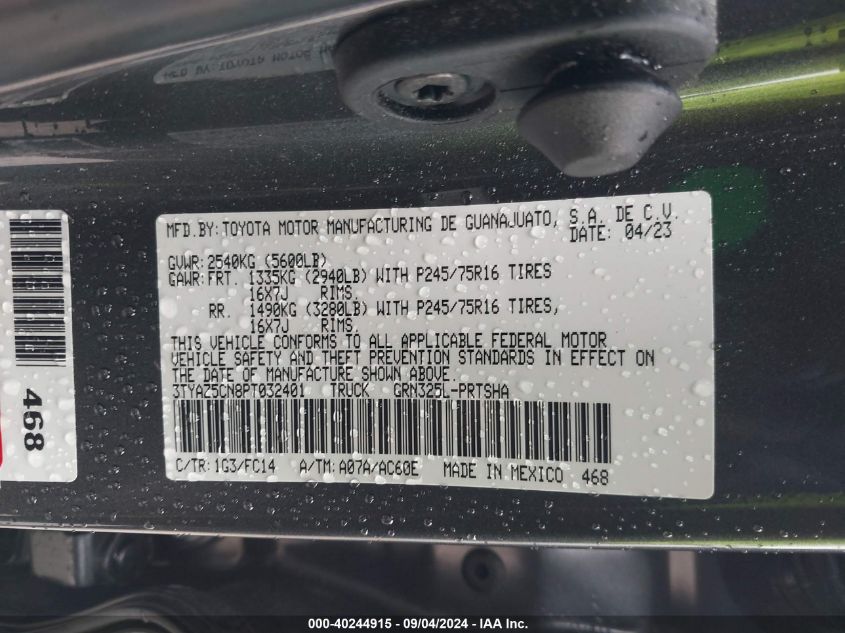 MFD.BY:TOYOTA MOTOR MANUFACTURING DE GUANAJUATO, S.A. DE C.V.
DATE: 04/23
GVWR:2540KG (5600LB)
GAWR:FRT. 1335KG (2940LB) WITH P245/75R16 TIRES
16X7J RIMS,
RR. 1490KG (3280LB) WITH P245/75R16 TIRES,
16X7J RIMS,
THIS VEHICLE CONFORMS TO ALL APPLICABLE FEDERAL MOTOR
VEHICLE SAFETY AND THEFT PREVENTION STANDARDS IN EFFECT ON
THE DATE OF MANUFACTURE SHOWN ABOVE.
3TYAZ5CN8PT032401 TRUCK GRN325L-PRTSHA
C/TR:1G3/FC14 A/TM:A07A/AC60E MADE IN MEXICO 468
468
000-40244915 - 09/04/2024 - IAA Inc.